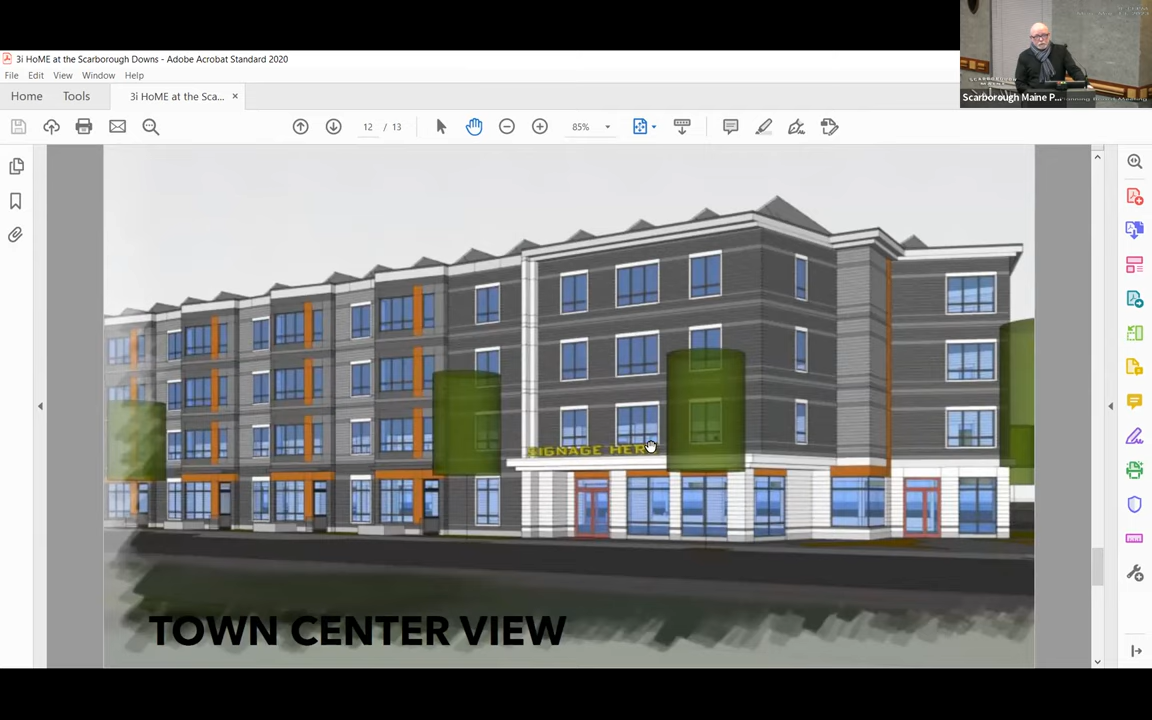 3i HoME at the Scarborough Downs - Adobe Acrobat Standard 2020
File Edit View Window Help
Home Tools 3i HoME at the Sca... ×
12 / 13 85%
SIGNAGE HER
TOWN CENTER VIEW
Scarborough Maine P...